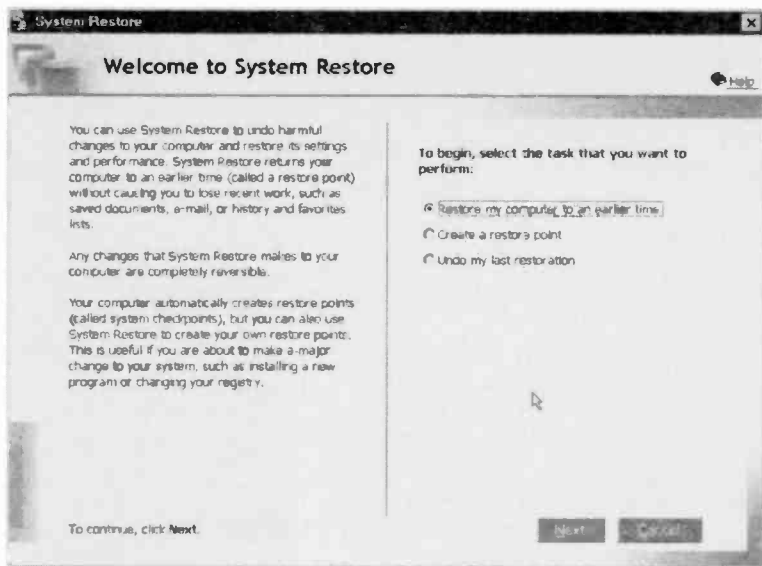 System Restore
Welcome to System Restore
Help
You can use System Restore to undo harmful
changes to your computer and restore its settings
and performance. System Restore returns your
computer to an earlier time (called a restore point)
without causing you to lose recent work, such as
saved documents, e-mail, or history and favorites
lists.
Any changes that System Restore makes to your
computer are completely reversible.
Your computer automatically creates restore points
(called system checkpoints), but you can also use
System Restore to create your own restore points.
This is useful if you are about to make a major
change to your system, such as installing a new
program or changing your registry.
To continue, click Next.
To begin, select the task that you want to
perform:
Restore my computer to an earlier time
Create a restore point
Undo my last restoration
Next
Cancel